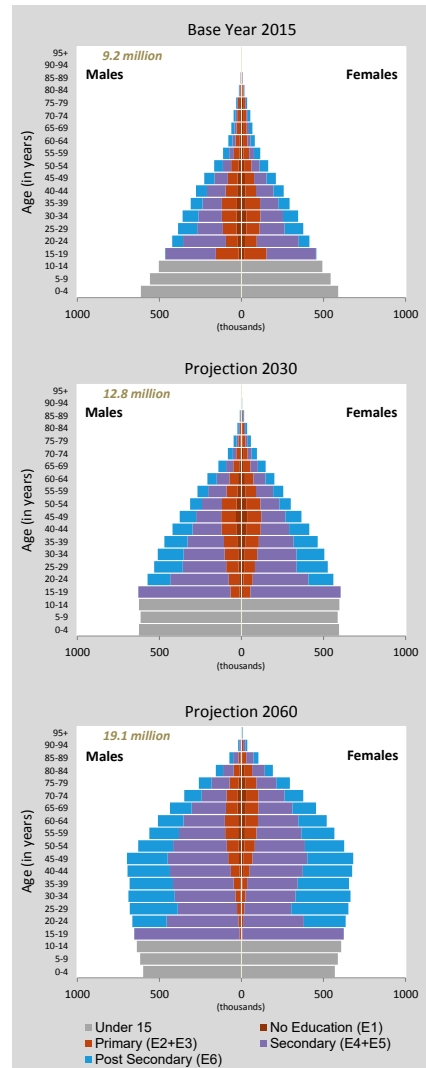 Base Year 2015
9.2 million
Males Females
Age (in years)
95+
90-94
85-89
80-84
75-79
70-74
65-69
60-64
55-59
50-54
45-49
40-44
35-39
30-34
25-29
20-24
15-19
10-14
5-9
0-4
1000 500 0 500 1000
(thousands)
Projection 2030
12.8 million
Males Females
Age (in years)
95+
90-94
85-89
80-84
75-79
70-74
65-69
60-64
55-59
50-54
45-49
40-44
35-39
30-34
25-29
20-24
15-19
10-14
5-9
0-4
1000 500 0 500 1000
(thousands)
Projection 2060
19.1 million
Males Females
Age (in years)
95+
90-94
85-89
80-84
75-79
70-74
65-69
60-64
55-59
50-54
45-49
40-44
35-39
30-34
25-29
20-24
15-19
10-14
5-9
0-4
1000 500 0 500 1000
(thousands)
Under 15 No Education (E1)
Primary (E2+E3) Secondary (E4+E5)
Post Secondary (E6)